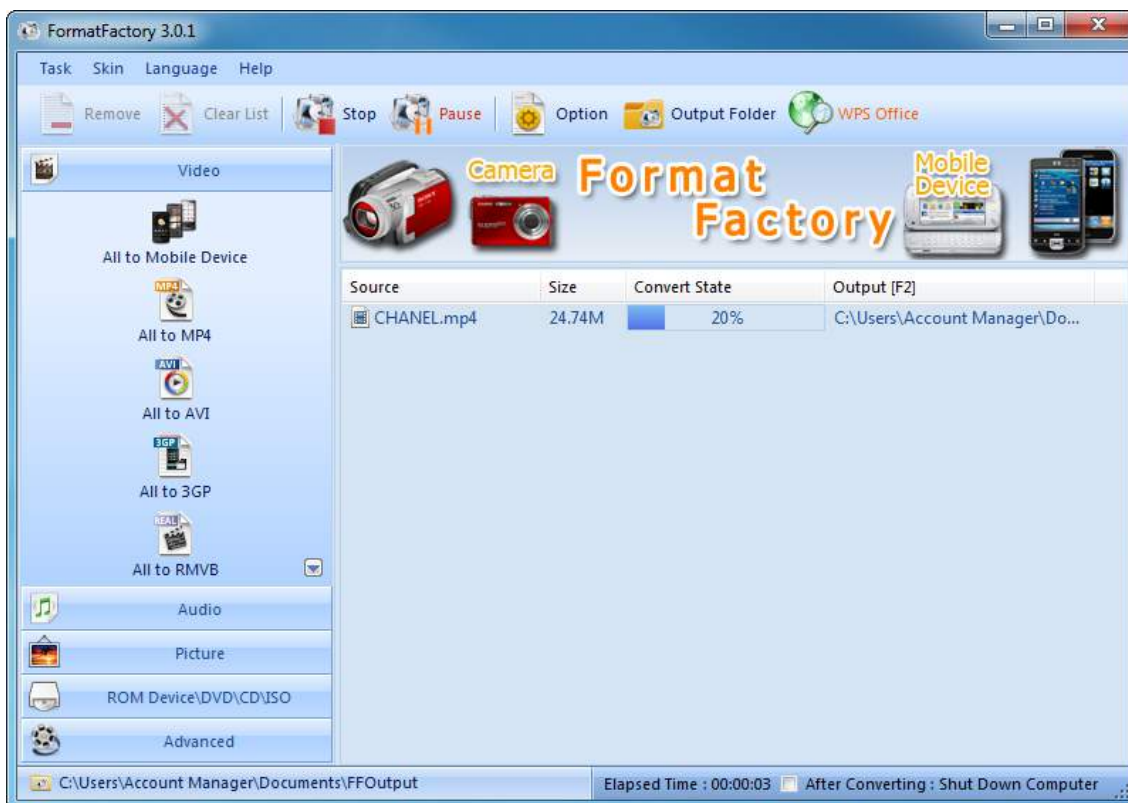 FormatFactory 3.0.1
Task Skin Language Help
Remove Clear List Stop Pause Option Output Folder WPS Office
Video
All to Mobile Device
MP4
All to MP4
AVI
All to AVI
3GP
All to 3GP
REAL
All to RMVB
Audio
Picture
ROM Device\DVD\CD\ISO
Advanced
Camera
Format
Factory
Mobile
Device
Source Size Convert State Output [F2]
CHANEL.mp4 24.74M 20% C:\Users\Account Manager\Do...
C:\Users\Account Manager\Documents\FFOutput
Elapsed Time : 00:00:03 After Converting : Shut Down Computer